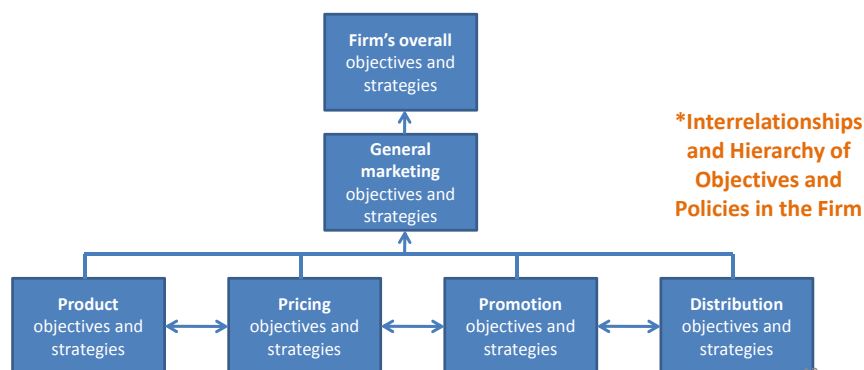 Firm's overall
objectives and
strategies
General
marketing
objectives and
strategies
*Interrelationships
and Hierarchy of
Objectives and
Policies in the Firm
Product
objectives and
strategies
Pricing
objectives and
strategies
Promotion
objectives and
strategies
Distribution
objectives and
strategies